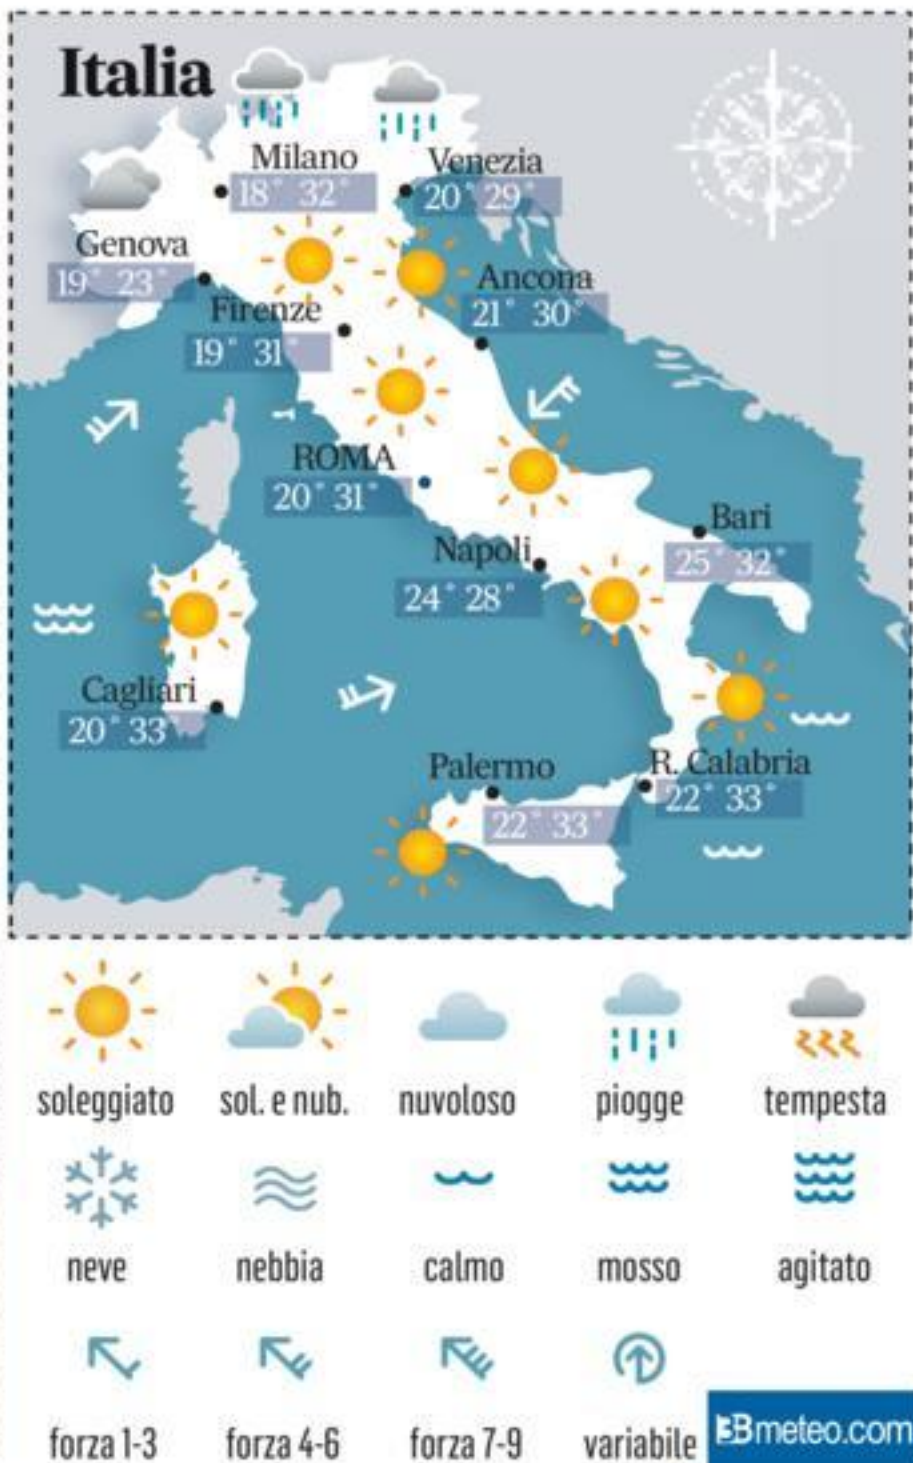 Italia
Milano
18° 32°
Venezia
20° 29°
Genova
19° 23°
Ancona
21° 30°
Firenze
19° 31°
ROMA
20° 31°
Bari
25° 32°
Napoli
24° 28°
Cagliari
20° 33°
Palermo
22° 33°
R. Calabria
22° 33°
soleggiato sol. e nub. nuvoloso piogge tempesta
neve nebbia calmo mosso agitato
forza 1-3 forza 4-6 forza 7-9 variabile
3Bmeteo.com